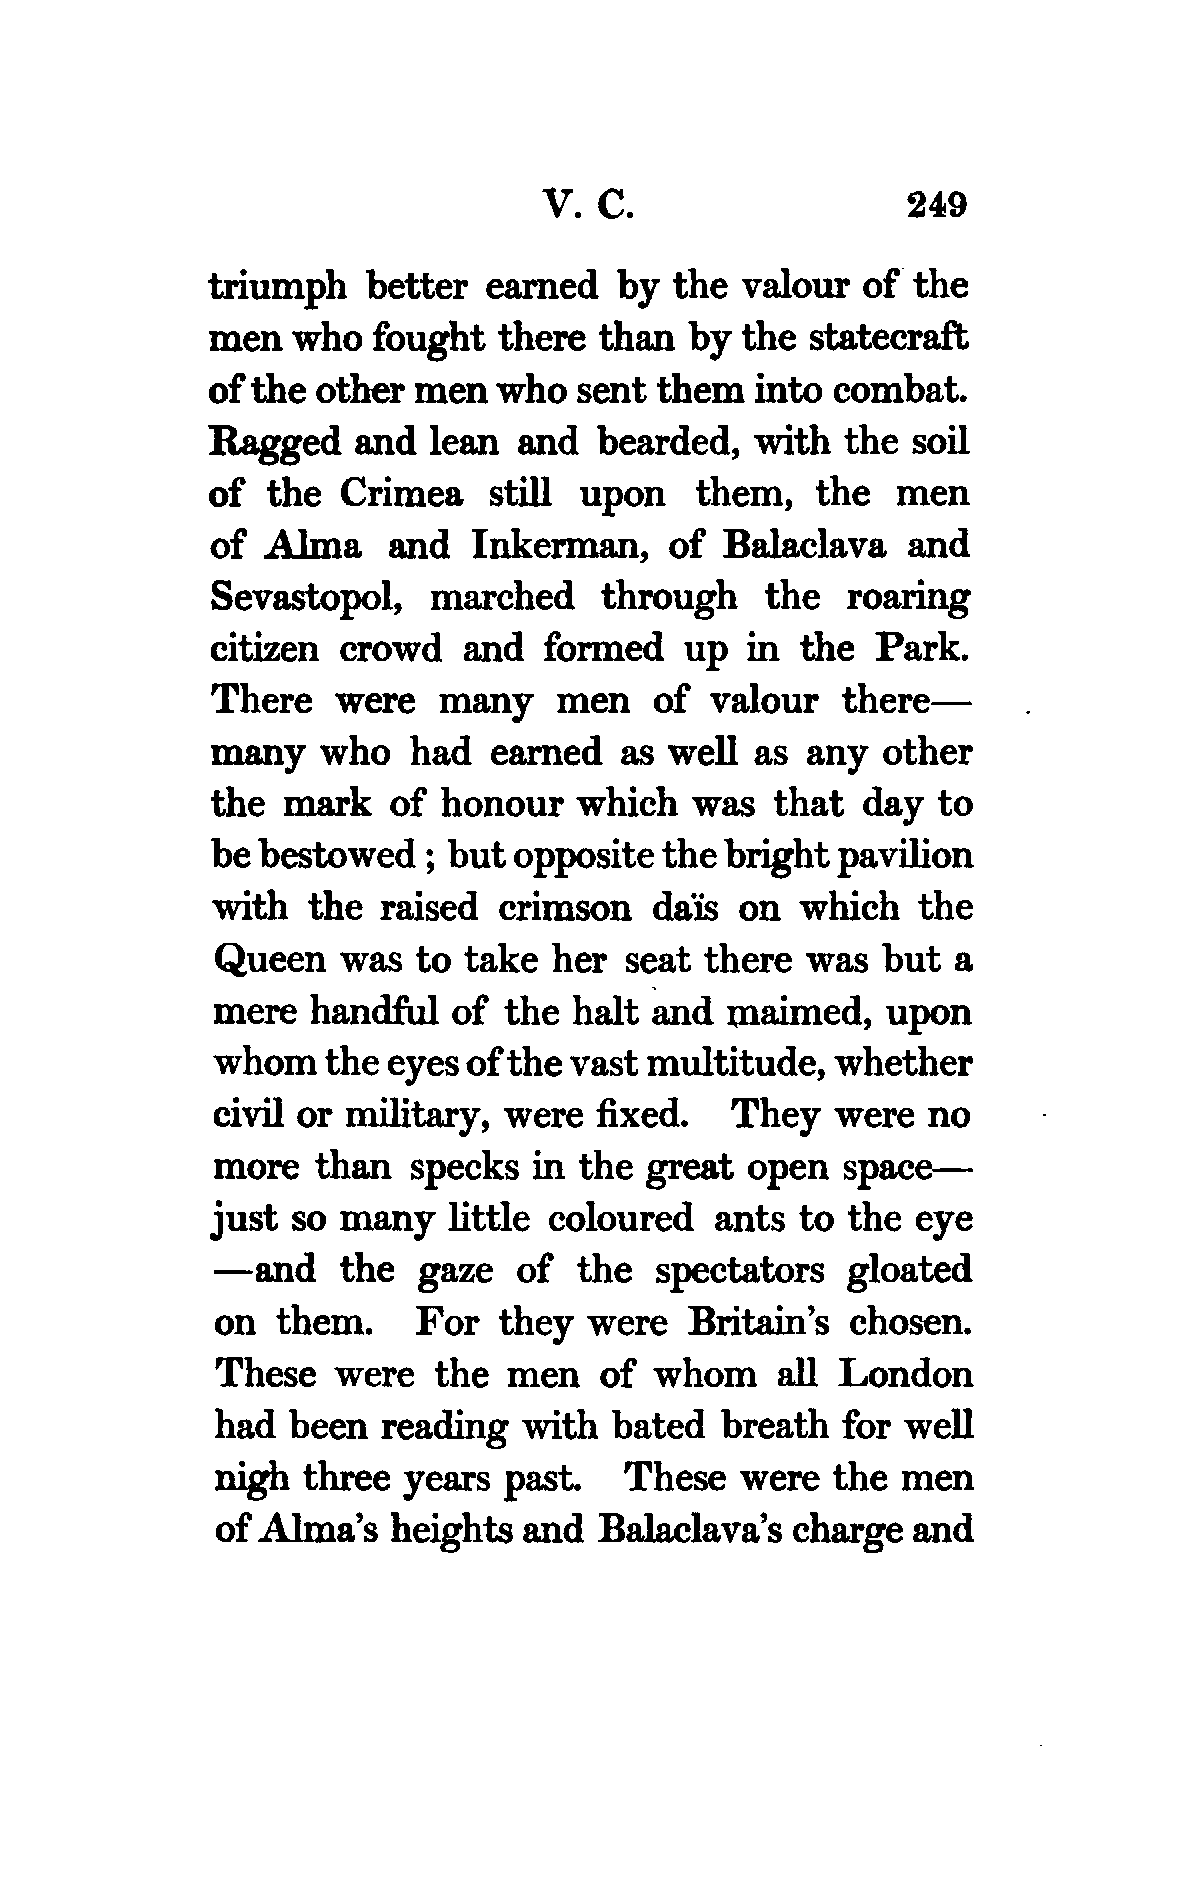 V. C. 249
triumph better earned by the valour of the
men who fought there than by the statecraft
of the other men who sent them into combat.
Ragged and lean and bearded, with the soil
of the Crimea still upon them, the men
of Alma and Inkerman, of Balaclava and
Sevastopol, marched through the roaring
citizen crowd and formed up in the Park.
There were many men of valour there—
many who had earned as well as any other
the mark of honour which was that day to
be bestowed ; but opposite the bright pavilion
with the raised crimson daïs on which the
Queen was to take her seat there was but a
mere handful of the halt and maimed, upon
whom the eyes of the vast multitude, whether
civil or military, were fixed. They were no
more than specks in the great open space—
just so many little coloured ants to the eye
—and the gaze of the spectators gloated
on them. For they were Britain's chosen.
These were the men of whom all London
had been reading with bated breath for well
nigh three years past. These were the men
of Alma's heights and Balaclava's charge and